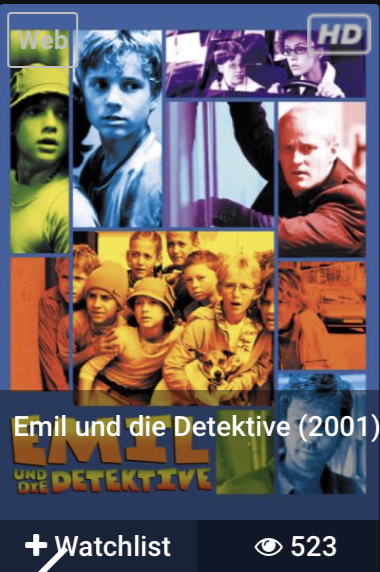 Web
HD
Emil und die Detektive (2001)
EMIL
UND DIE DETEKTIVE
Watchlist
523